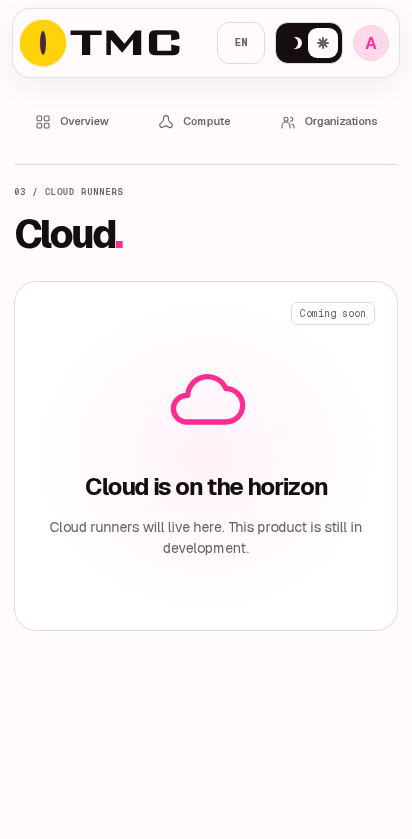 TMC
EN
A
Overview
Compute
Organizations
03 / CLOUD RUNNERS
Cloud.
Coming soon
Cloud is on the horizon
Cloud runners will live here. This product is still in
development.